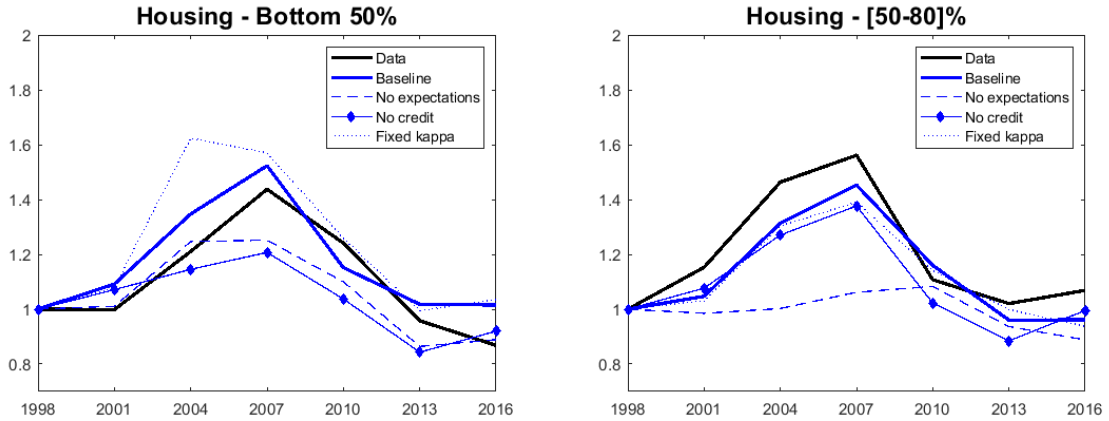 Housing - Bottom 50%
2
1.8
1.6
1.4
1.2
1
0.8
1998 2001 2004 2007 2010 2013 2016
Data
Baseline
No expectations
No credit
Fixed kappa
Housing - [50-80]%
2
1.8
1.6
1.4
1.2
1
0.8
1998 2001 2004 2007 2010 2013 2016
Data
Baseline
No expectations
No credit
Fixed kappa